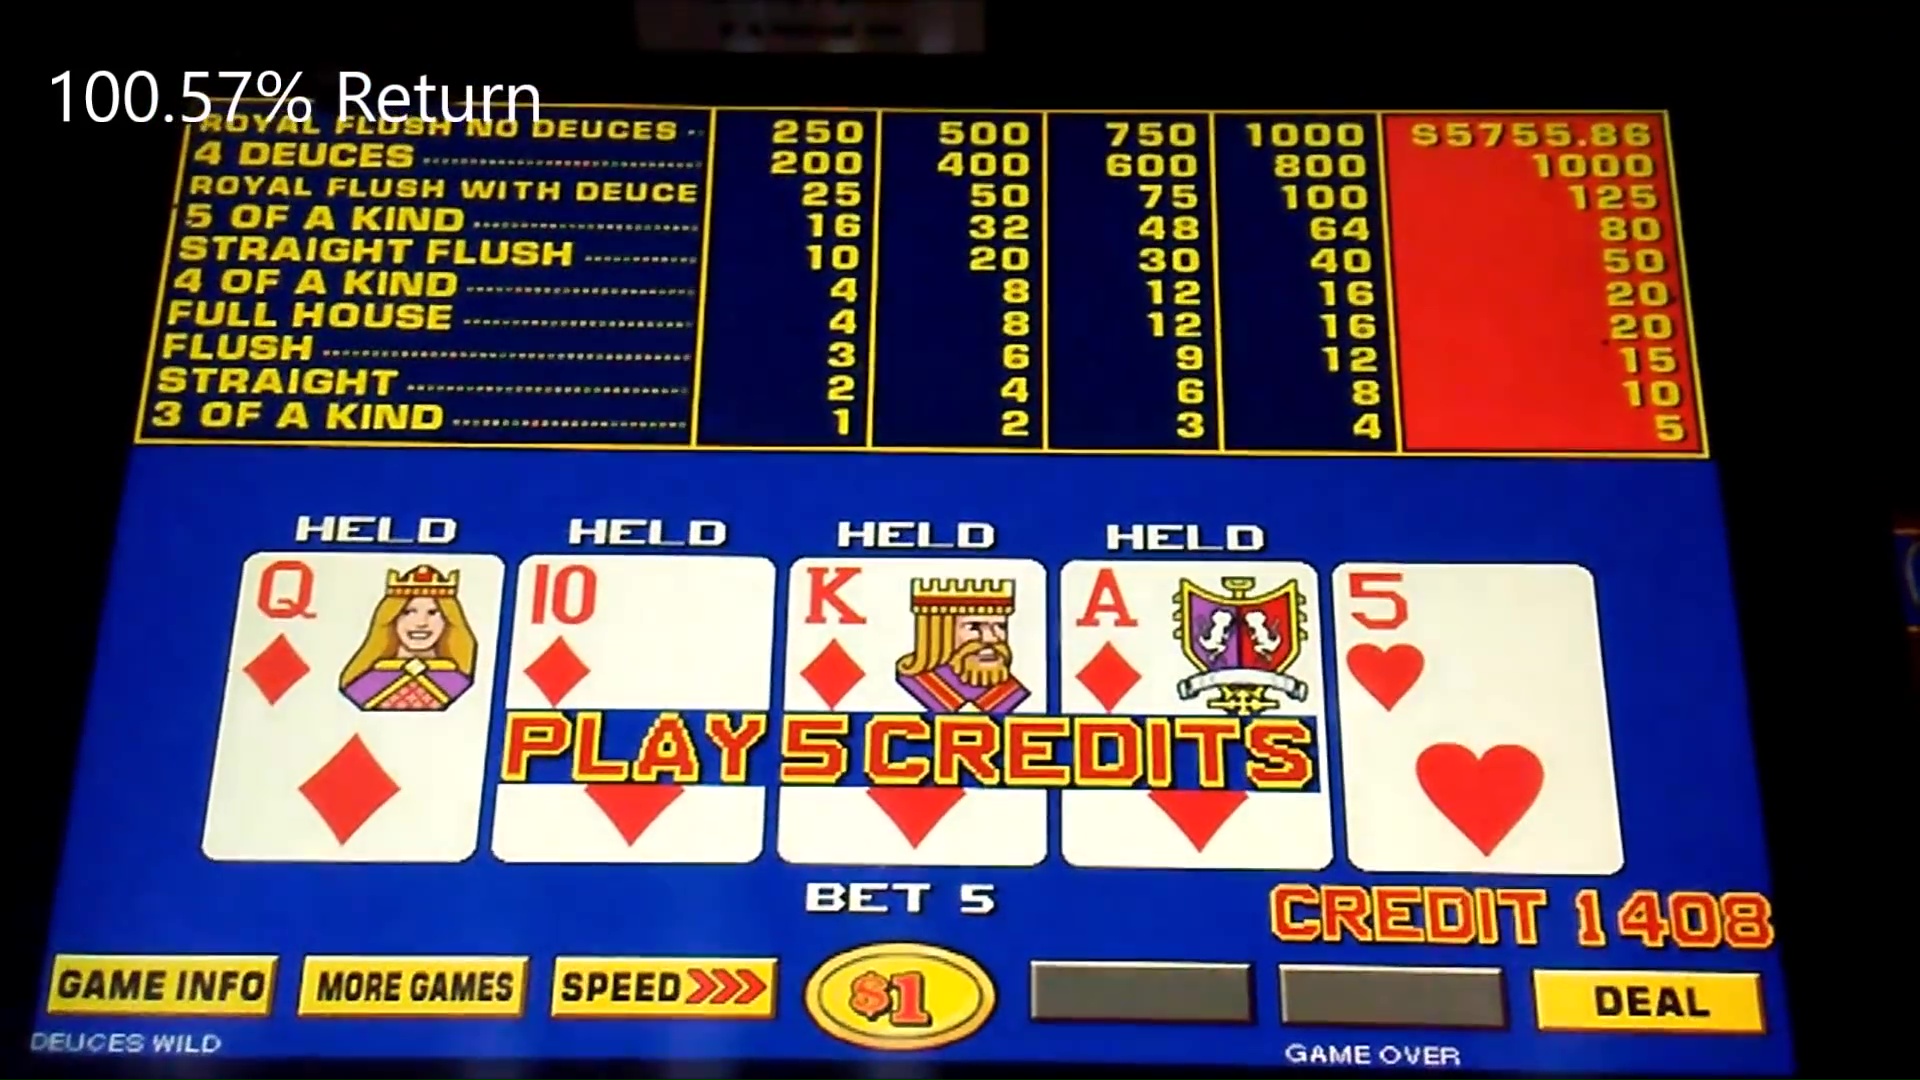 100.57% Return
ROYAL FLUSH NO DEUCES 250 500 750 1000 $5755.86
4 DEUCES 200 400 600 800 1000
ROYAL FLUSH WITH DEUCE 25 50 75 100 125
5 OF A KIND 16 32 48 64 80
STRAIGHT FLUSH 10 20 30 40 50
4 OF A KIND 4 8 12 16 20
FULL HOUSE 4 8 12 16 20
FLUSH 3 6 9 12 15
STRAIGHT 2 4 6 8 10
3 OF A KIND 1 2 3 4 5
HELD HELD HELD HELD
Q 10 K A 5
PLAY 5 CREDITS
BET 5
CREDIT 1408
GAME INFO MORE GAMES SPEED $1 DEAL
DEUCES WILD
GAME OVER